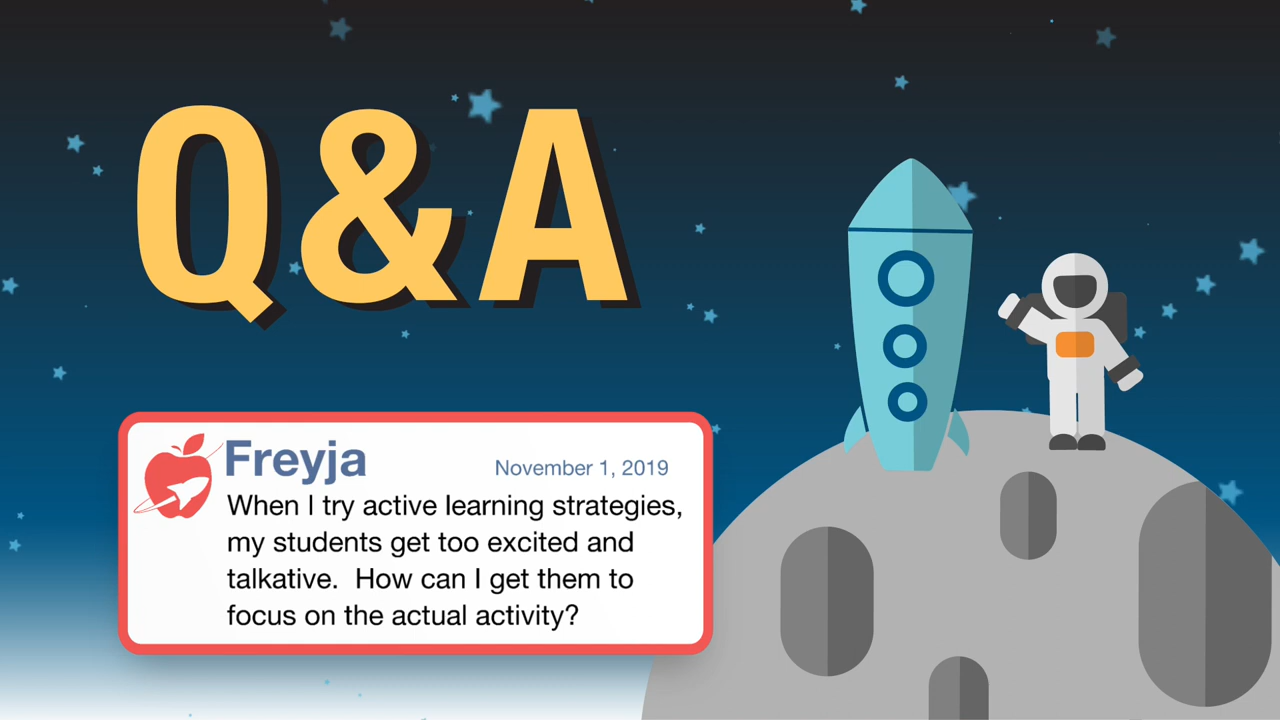 Q&A
Freyja
November 1, 2019
When I try active learning strategies,
my students get too excited and
talkative.  How can I get them to
focus on the actual activity?